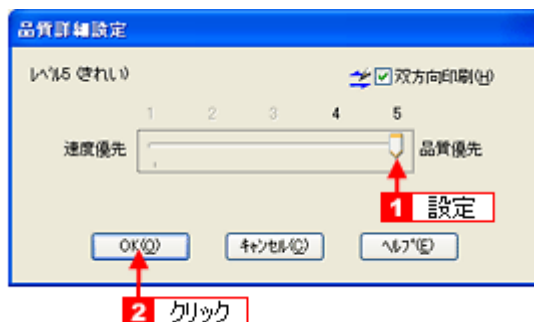 品質詳細設定
ﾚﾍﾞﾙ5 (きれい)
双方向印刷(H)
1 2 3 4 5
速度優先
品質優先
1 設定
OK(O)
ｷｬﾝｾﾙ(C)
ﾍﾙﾌﾟ(E)
2 クリック